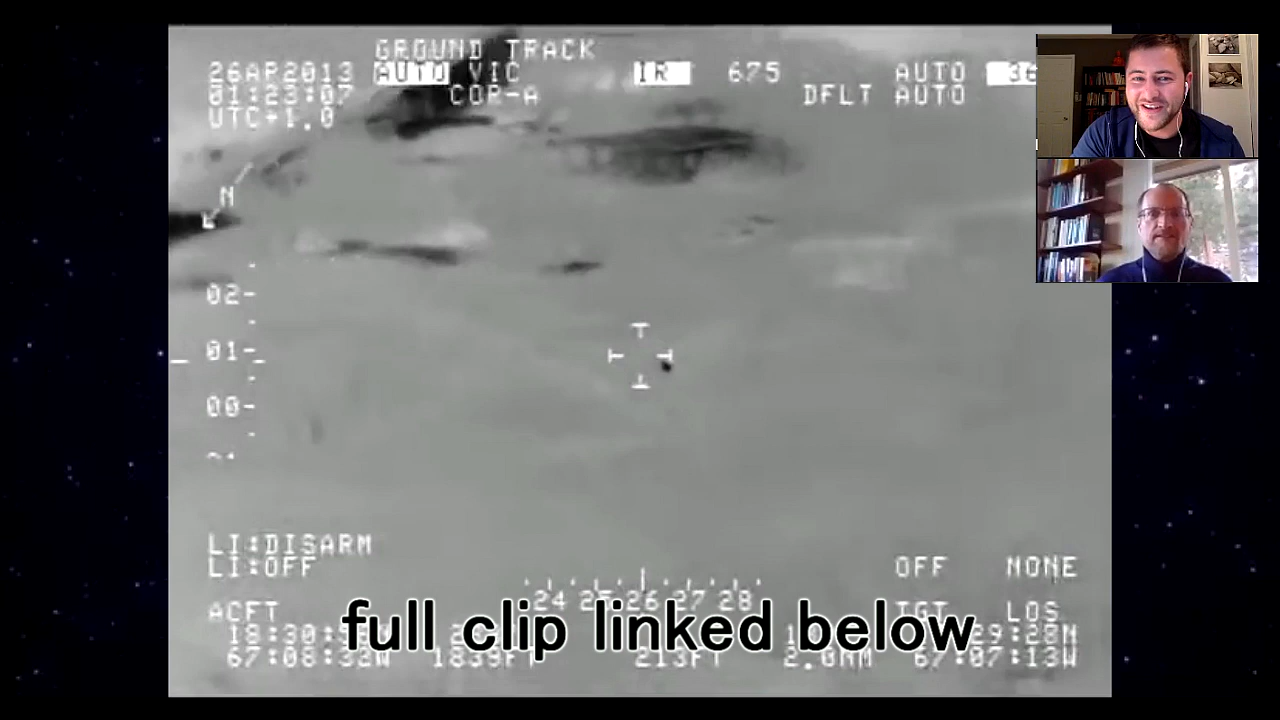 GROUND TRACK
26AP2013 AUTO VIC IR 675 AUTO 36
01:23:07 COR-A DFLT AUTO
UTC+1.0
N
02-
01-
00-
LI:DISARM
LI:OFF OFF NONE
24 25 26 27 28
ACFT TGT LOS
full clip linked below
67:08:32W 1839FT 213FT 2.0NM 67:07:13W